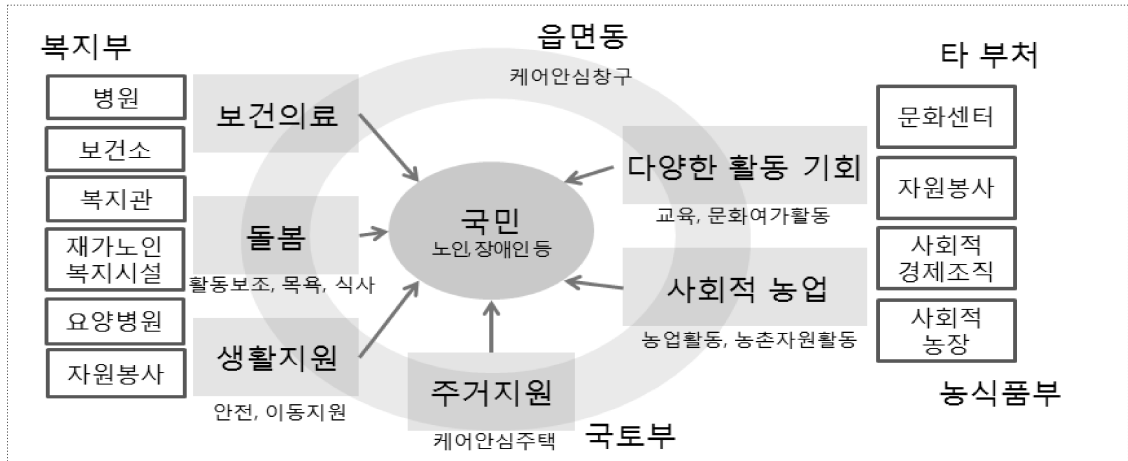 복지부
병원
보건소
복지관
재가노인
복지시설
요양병원
자원봉사
보건의료
돌봄
활동보조, 목욕, 식사
생활지원
안전, 이동지원
읍면동
케어안심창구
국민
노인, 장애인 등
주거지원
케어안심주택
국토부
다양한 활동 기회
교육, 문화여가활동
사회적 농업
농업활동, 농촌자원활동
타 부처
문화센터
자원봉사
사회적
경제조직
사회적
농장
농식품부